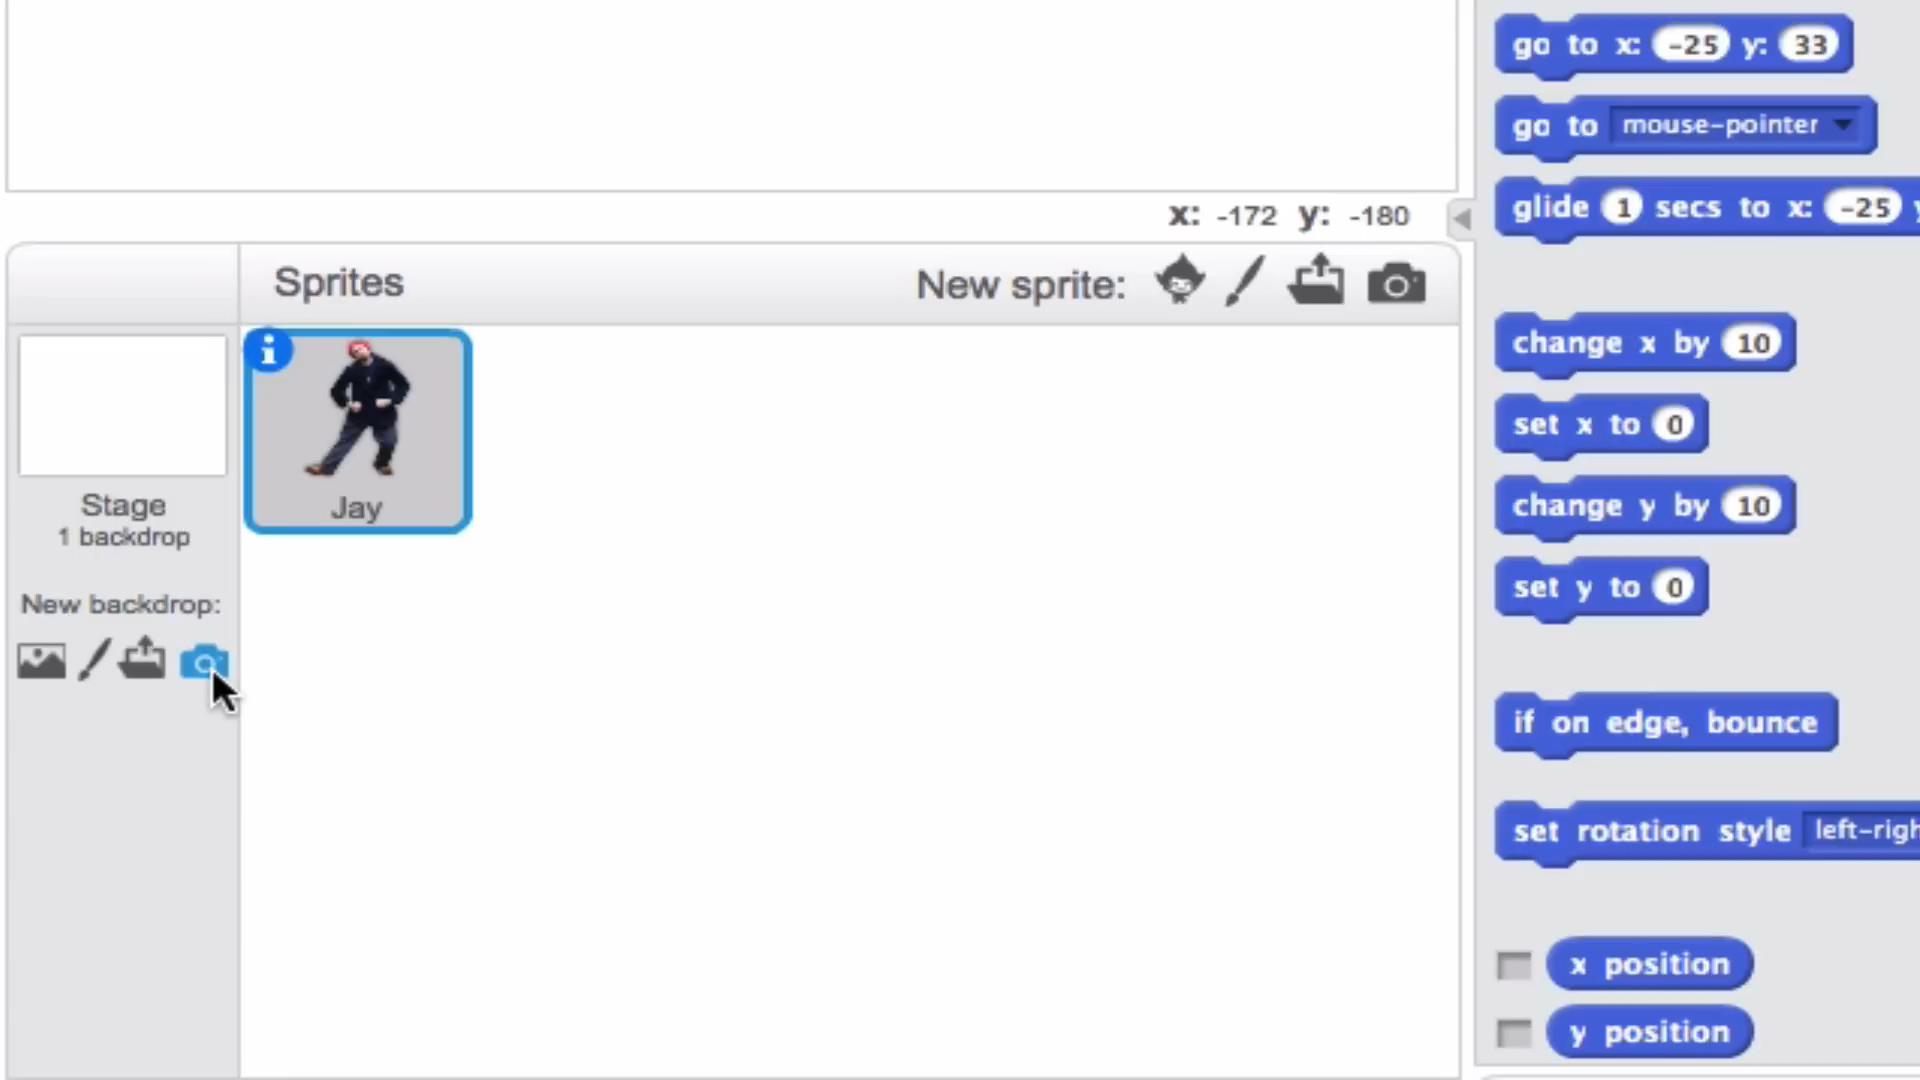 x: -172 y: -180
Sprites
New sprite:
i
Jay
Stage
1 backdrop
New backdrop:
go to x: -25 y: 33
go to mouse-pointer
glide 1 secs to x: -25
change x by 10
set x to 0
change y by 10
set y to 0
if on edge, bounce
set rotation style left-righ
x position
y position